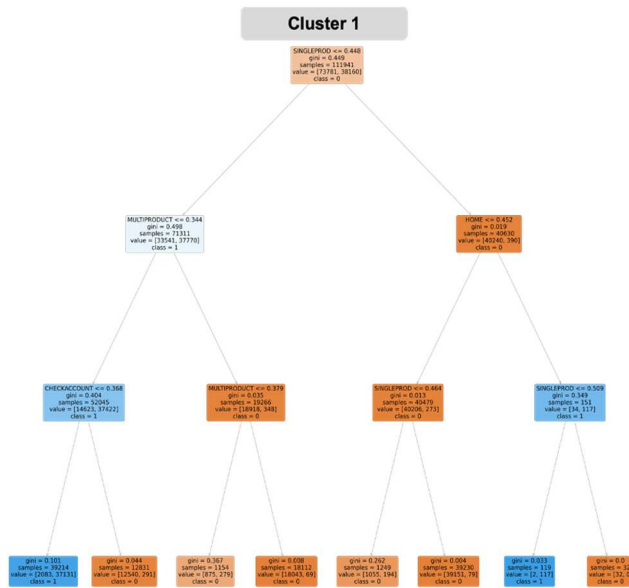 Cluster 1
SINGLEPROD <= 0.448
gini = 0.449
samples = 111941
value = [73781, 38160]
class = 0
MULTIPRODUCT <= 0.344
gini = 0.498
samples = 71311
value = [33541, 37770]
class = 1
HOME <= 0.452
gini = 0.019
samples = 40630
value = [40240, 390]
class = 0
CHECKACCOUNT <= 0.368
gini = 0.404
samples = 52045
value = [14623, 37422]
class = 1
MULTIPRODUCT <= 0.379
gini = 0.035
samples = 19266
value = [18918, 348]
class = 0
SINGLEPROD <= 0.464
gini = 0.013
samples = 40479
value = [40206, 273]
class = 0
SINGLEPROD <= 0.509
gini = 0.349
samples = 151
value = [34, 117]
class = 1
gini = 0.101
samples = 39214
value = [2083, 37131]
class = 1
gini = 0.044
samples = 12831
value = [12540, 291]
class = 0
gini = 0.367
samples = 1154
value = [875, 279]
class = 0
gini = 0.008
samples = 18112
value = [18043, 69]
class = 0
gini = 0.262
samples = 1249
value = [1055, 194]
class = 0
gini = 0.004
samples = 39230
value = [39151, 79]
class = 0
gini = 0.033
samples = 119
value = [2, 117]
class = 1
gini = 0.0
samples = 32
value = [32, 
class = 0